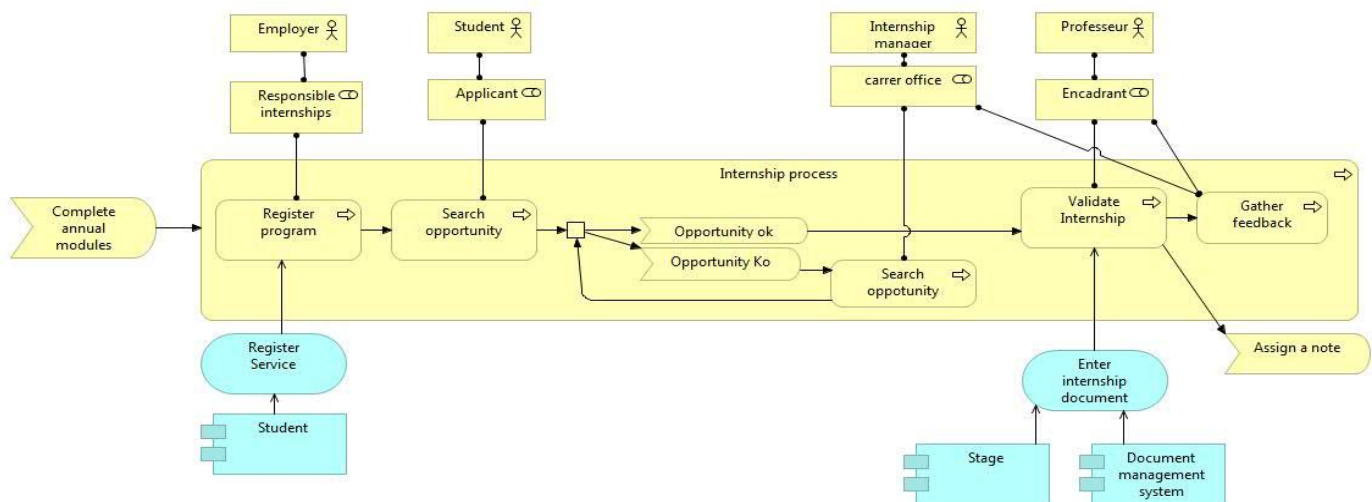 Employer
Student
Internship
manager
Professeur
Responsible
internships
Applicant
carrer office
Encadrant
Internship process
Complete
annual
modules
Register
program
Search
opportunity
Opportunity ok
Opportunity Ko
Search
oppotunity
Validate
Internship
Gather
feedback
Register
Service
Enter
internship
document
Assign a note
Student
Stage
Document
management
system